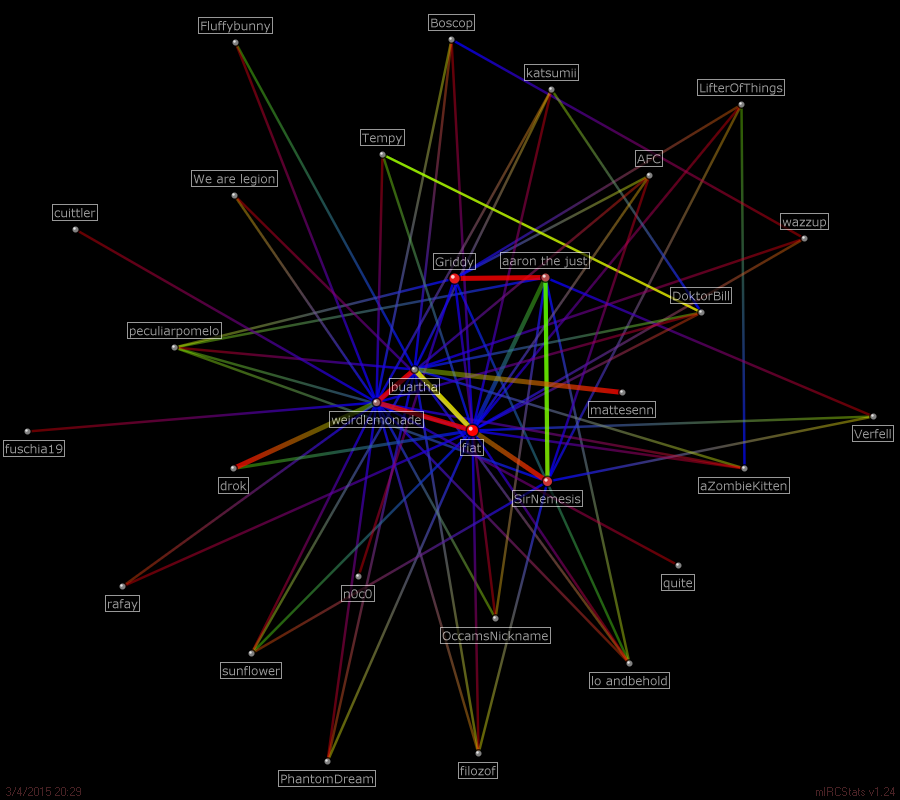 Boscop
Fluffybunny
katsumii
LifterOfThings
Tempy
AFC
We are legion
cuittler
wazzup
Griddy
aaron the just
DoktorBill
peculiarpomelo
buartha
mattesenn
weirdlemonade
Verfell
fiat
fuschia19
drok
aZombieKitten
SirNemesis
quite
n0c0
rafay
OccamsNickname
sunflower
lo andbehold
filozof
PhantomDream
3/4/2015 20:29
mIRCStats v1.24